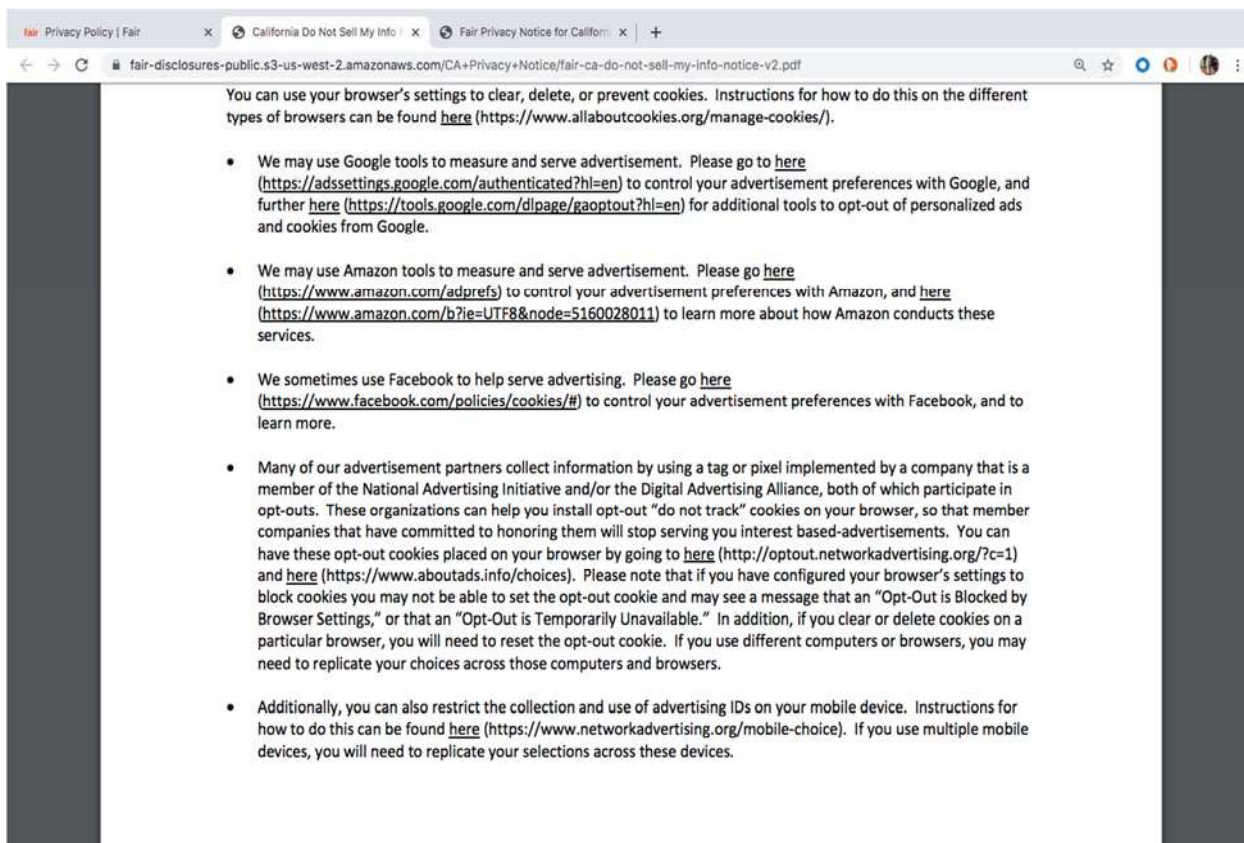 fair Privacy Policy | Fair
California Do Not Sell My Info
Fair Privacy Notice for Californ
fair-disclosures-public.s3-us-west-2.amazonaws.com/CA+Privacy+Notice/fair-ca-do-not-sell-my-info-notice-v2.pdf
You can use your browser's settings to clear, delete, or prevent cookies. Instructions for how to do this on the different
types of browsers can be found here (https://www.allaboutcookies.org/manage-cookies/).
• We may use Google tools to measure and serve advertisement. Please go to here
(https://adssettings.google.com/authenticated?hl=en) to control your advertisement preferences with Google, and
further here (https://tools.google.com/dlpage/gaoptout?hl=en) for additional tools to opt-out of personalized ads
and cookies from Google.
• We may use Amazon tools to measure and serve advertisement. Please go here
(https://www.amazon.com/adprefs) to control your advertisement preferences with Amazon, and here
(https://www.amazon.com/b?ie=UTF8&node=5160028011) to learn more about how Amazon conducts these
services.
• We sometimes use Facebook to help serve advertising. Please go here
(https://www.facebook.com/policies/cookies/#) to control your advertisement preferences with Facebook, and to
learn more.
• Many of our advertisement partners collect information by using a tag or pixel implemented by a company that is a
member of the National Advertising Initiative and/or the Digital Advertising Alliance, both of which participate in
opt-outs. These organizations can help you install opt-out “do not track” cookies on your browser, so that member
companies that have committed to honoring them will stop serving you interest based-advertisements. You can
have these opt-out cookies placed on your browser by going to here (http://optout.networkadvertising.org/?c=1)
and here (https://www.aboutads.info/choices). Please note that if you have configured your browser's settings to
block cookies you may not be able to set the opt-out cookie and may see a message that an “Opt-Out is Blocked by
Browser Settings,” or that an “Opt-Out is Temporarily Unavailable.” In addition, if you clear or delete cookies on a
particular browser, you will need to reset the opt-out cookie. If you use different computers or browsers, you may
need to replicate your choices across those computers and browsers.
• Additionally, you can also restrict the collection and use of advertising IDs on your mobile device. Instructions for
how to do this can be found here (https://www.networkadvertising.org/mobile-choice). If you use multiple mobile
devices, you will need to replicate your selections across these devices.